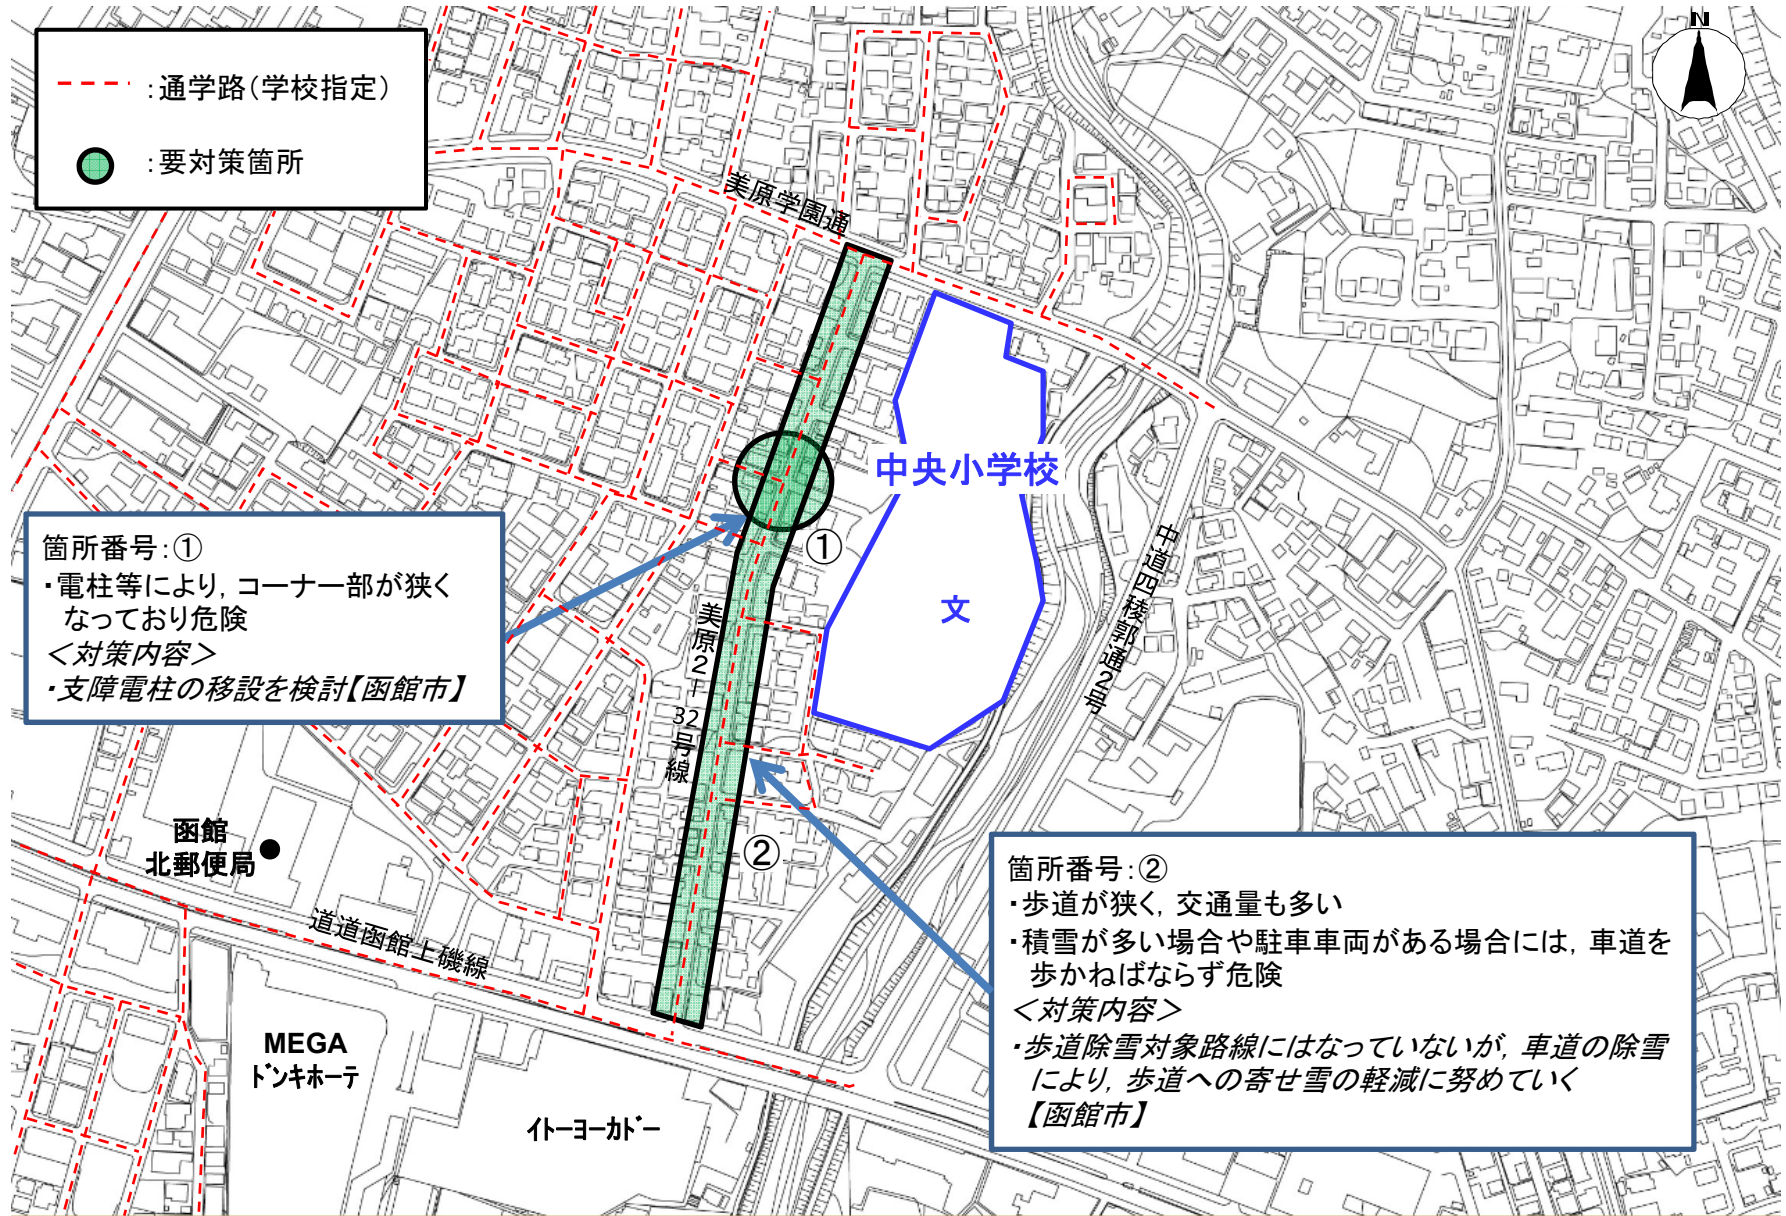 N
:通学路(学校指定)
:要対策箇所
美原学園通
中央小学校
文
①
箇所番号:①
・電柱等により, コーナー部が狭く
なっており危険
<対策内容>
・支障電柱の移設を検討【函館市】
美原2-32号線
中道四稜郭通2号
②
函館
北郵便局
道道函館上磯線
箇所番号:②
・歩道が狭く, 交通量も多い
・積雪が多い場合や駐車車両がある場合には, 車道を
歩かねばならず危険
<対策内容>
・歩道除雪対象路線にはなっていないが, 車道の除雪
により, 歩道への寄せ雪の軽減に努めていく
【函館市】
MEGA
ドンキホーテ
イトーヨーカドー